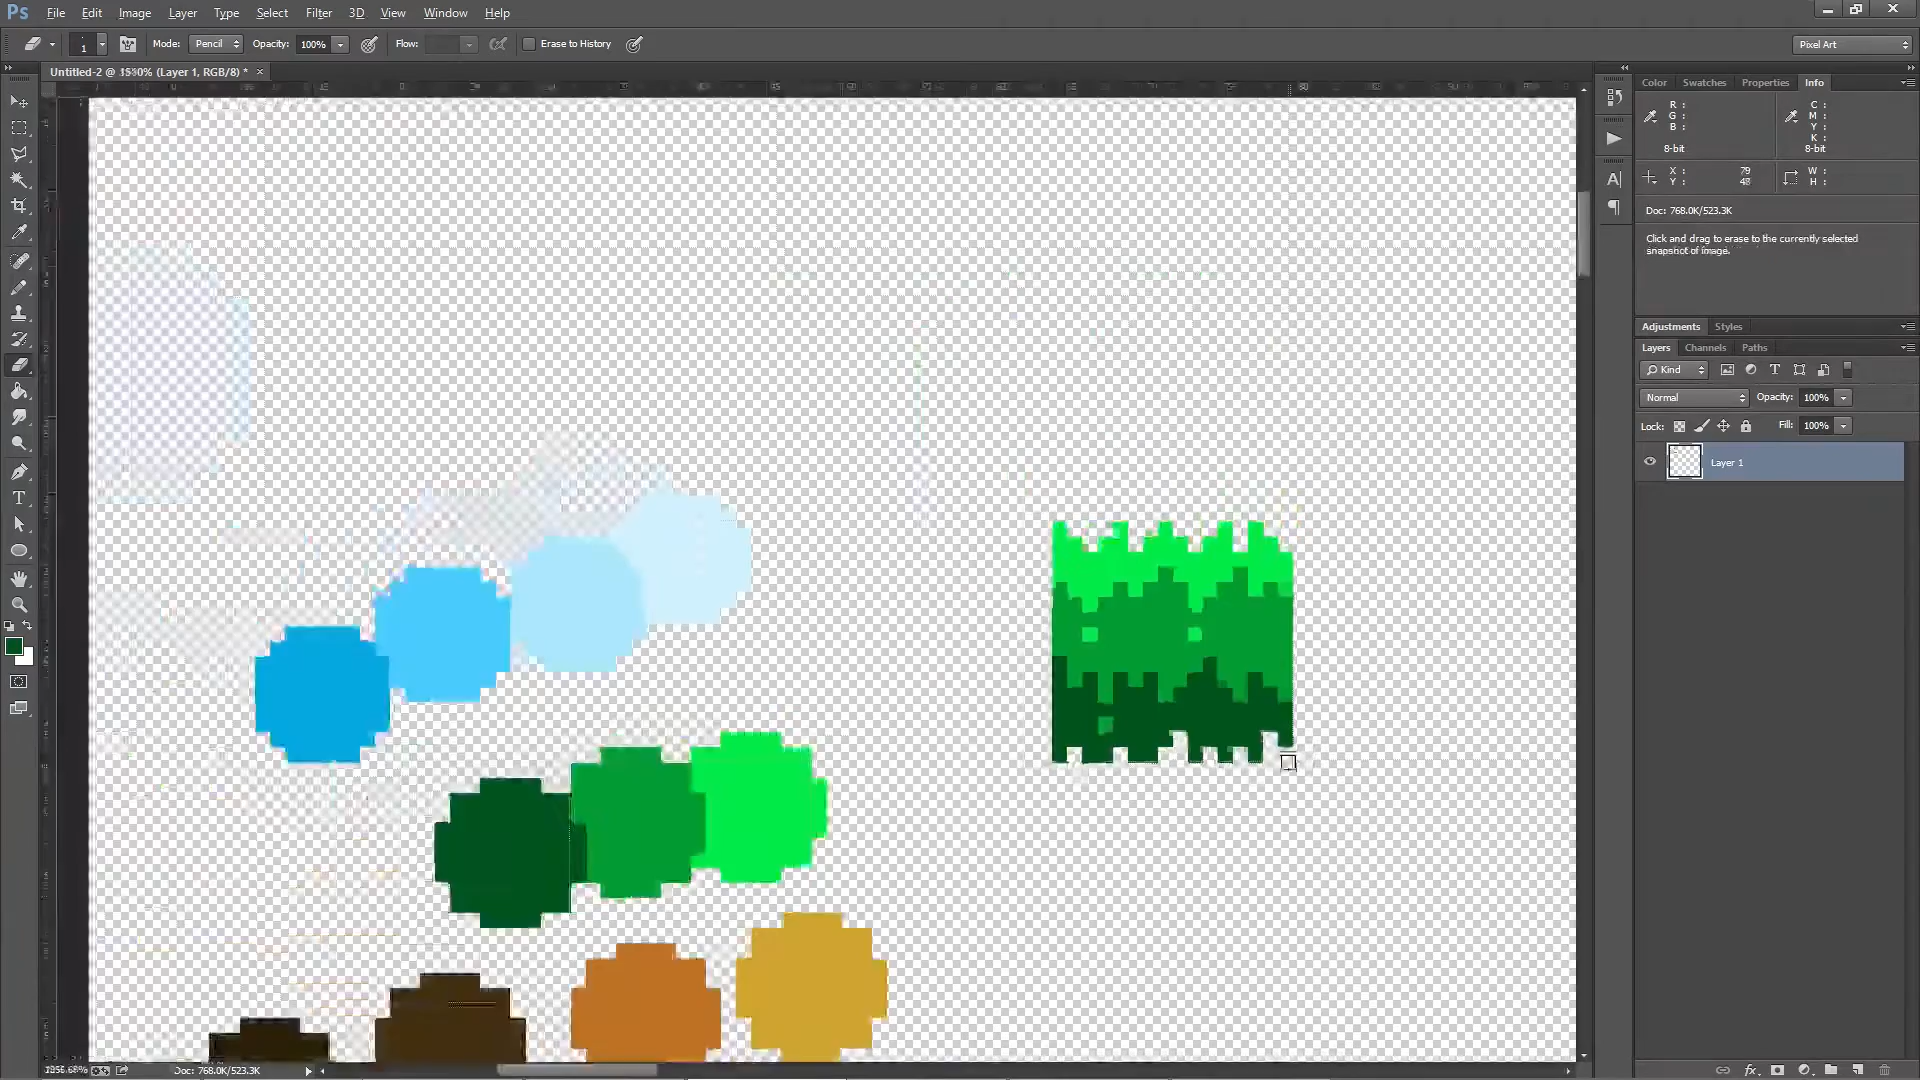 Ps File Edit Image Layer Type Select Filter 3D View Window Help
1 Mode: Pencil Opacity: 100% Flow: Erase to History Pixel Art
Untitled-2 @ (Layer 1, RGB/8) * ×
Color Swatches Properties Info
R : C :
G : M :
B : Y :
K :
8-bit 8-bit
X : 79 W :
Y : 48 H :
Doc: 768.0K/523.3K
Click and drag to erase to the currently selected
snapshot of image.
Adjustments Styles
Layers Channels Paths
Kind
Normal Opacity: 100%
Lock: Fill: 100%
Layer 1
Doc: 768.0K/523.3K